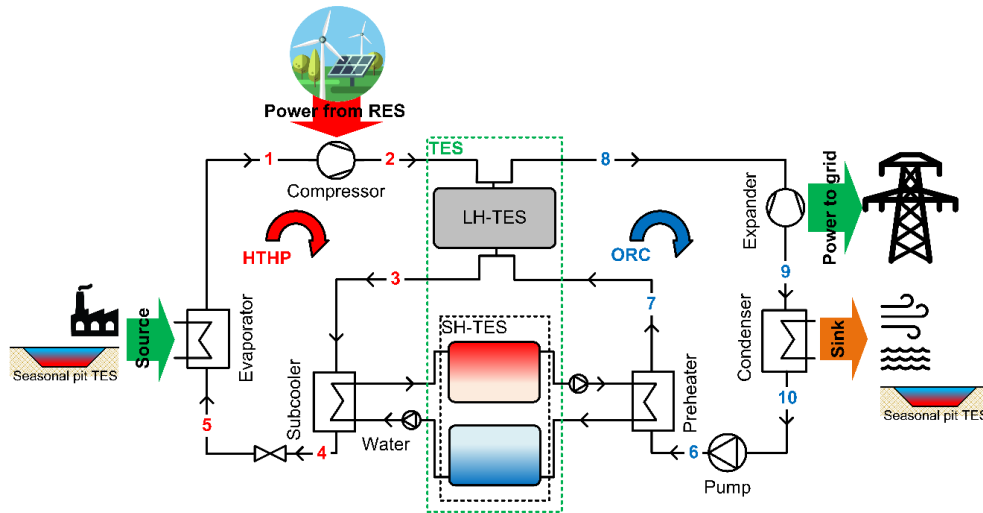 Power from RES
1
2
TES
8
Compressor
LH-TES
Expander
Power to grid
HTHP
ORC
3
9
7
SH-TES
Source
Evaporator
Condenser
Sink
Seasonal pit TES
Subcooler
Preheater
10
Seasonal pit TES
5
Water
4
6
Pump